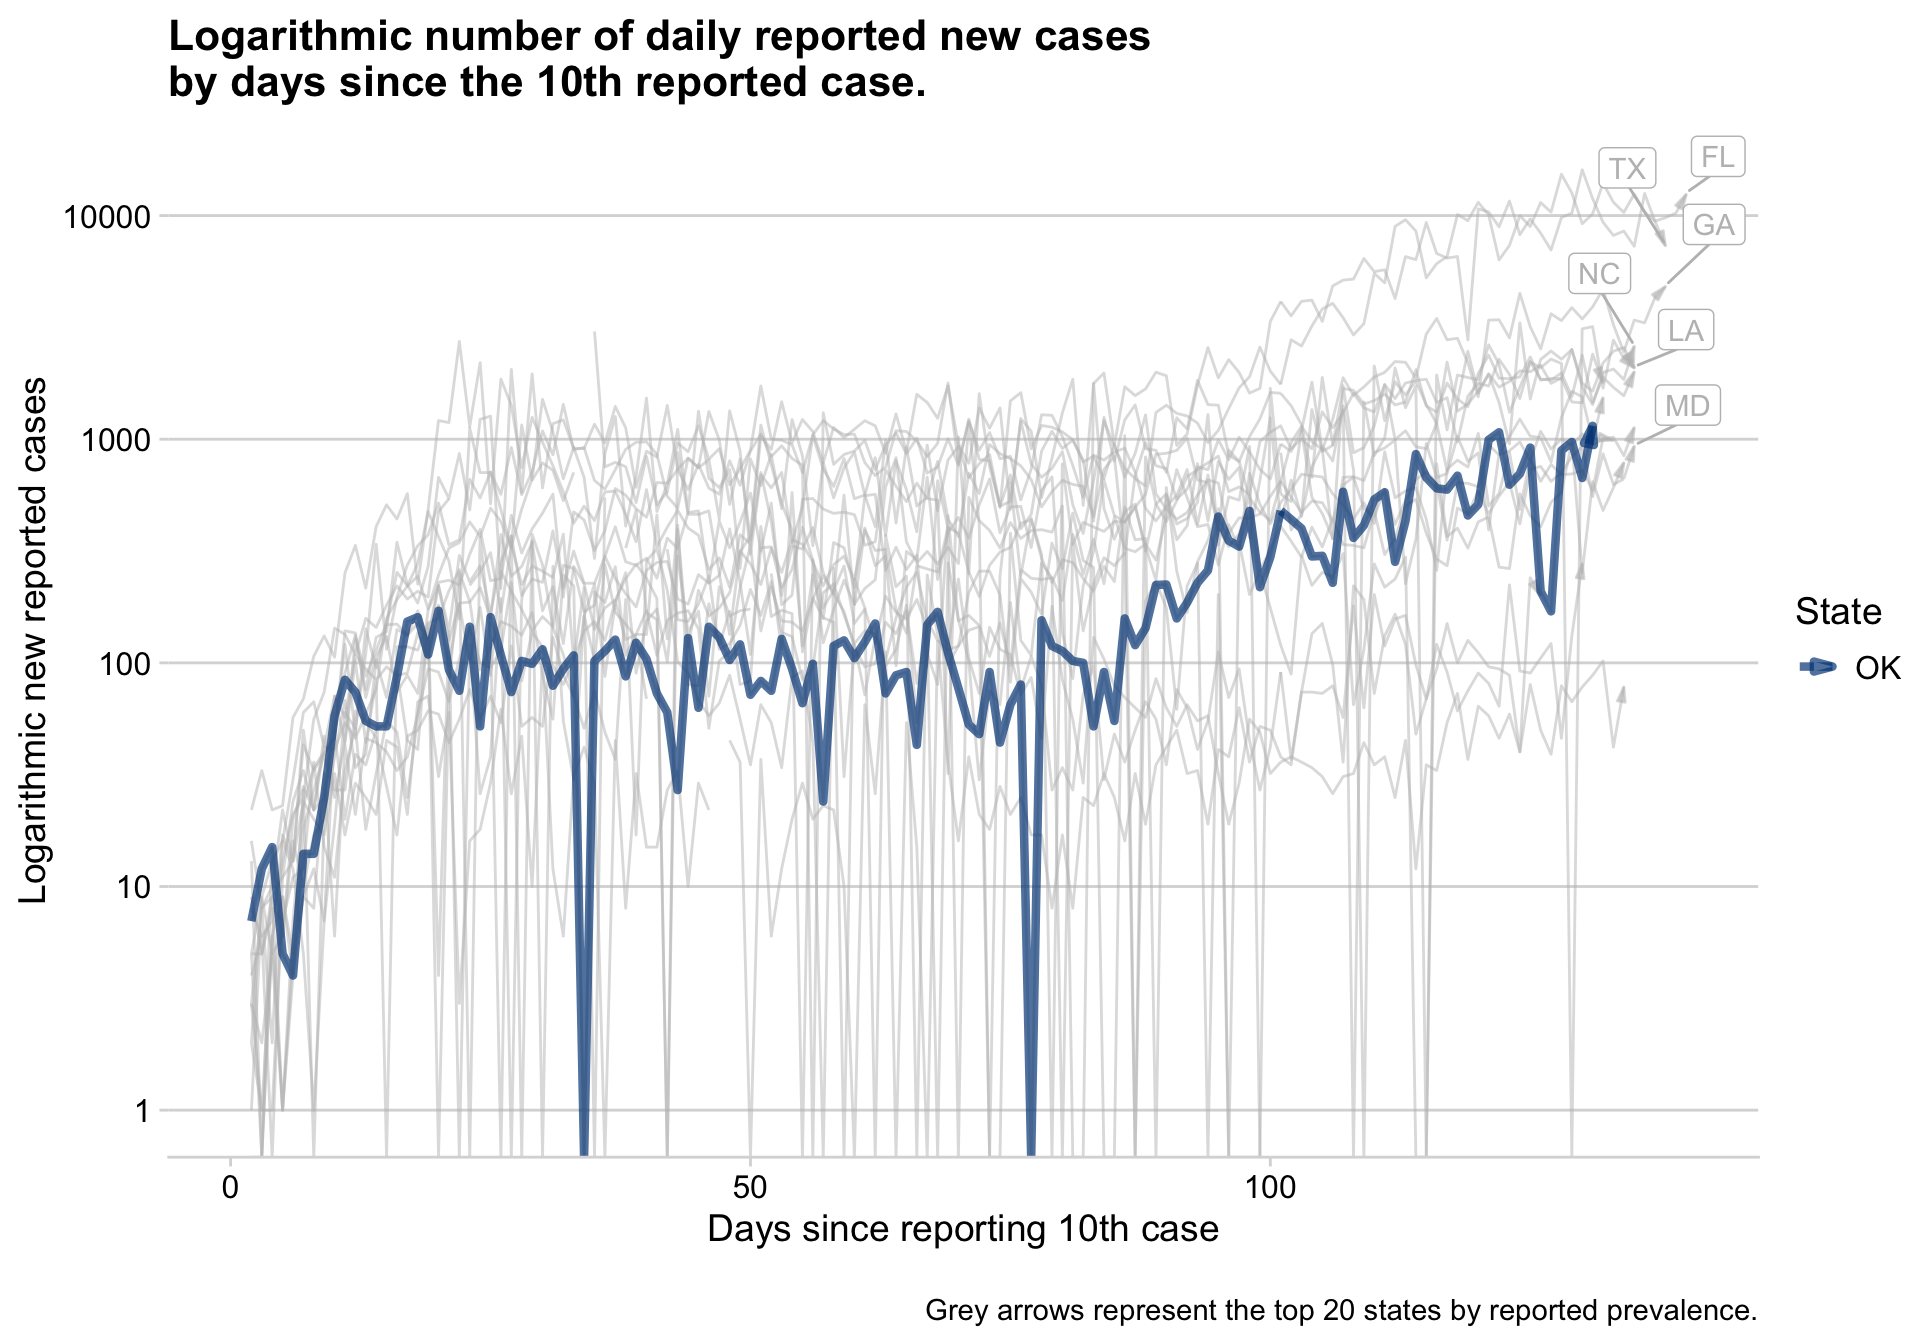 Logarithmic number of daily reported new cases
by days since the 10th reported case.
TX
FL
10000
GA
NC
LA
MD
1000
100
10
1
Logarithmic new reported cases
State
OK
0
50
100
Days since reporting 10th case
Grey arrows represent the top 20 states by reported prevalence.